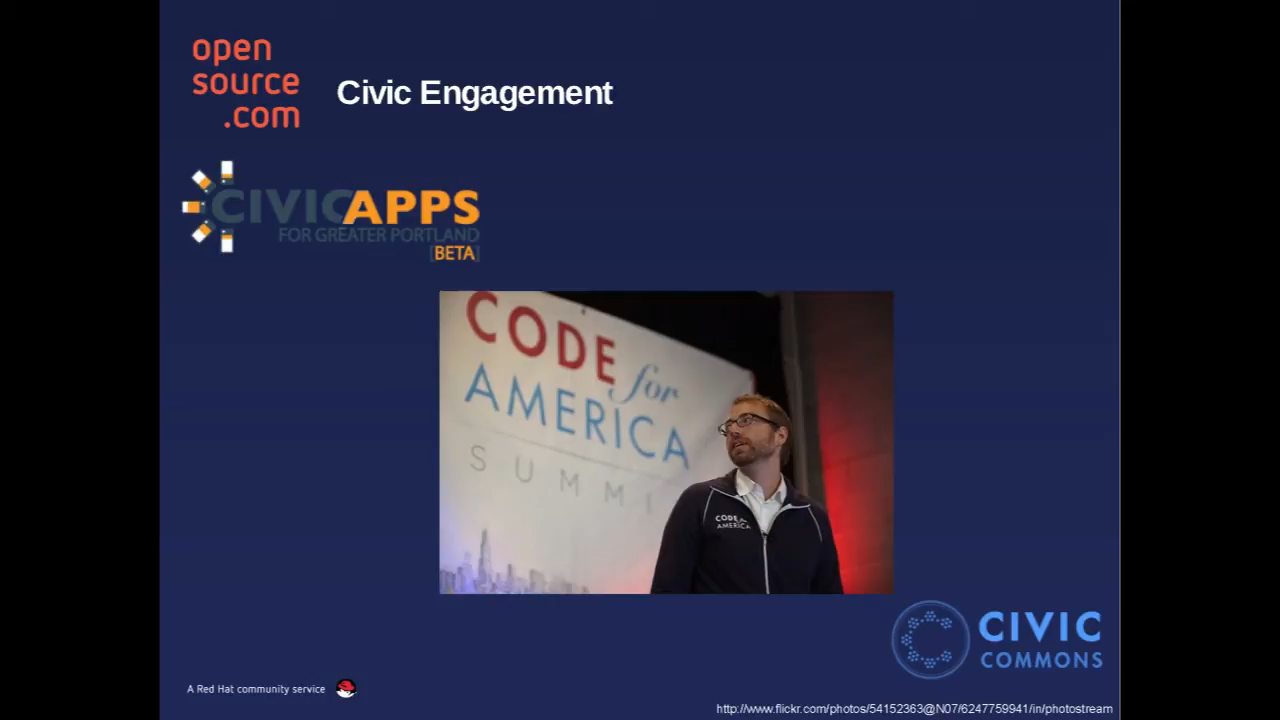 open
source
.com
Civic Engagement
CIVICAPPS
FOR GREATER PORTLAND
[BETA]
CODE for
AMERICA
SUMMI
CODE for
AMERICA
CIVIC
COMMONS
A Red Hat community service
http://www.flickr.com/photos/54152363@N07/6247759941/in/photostream